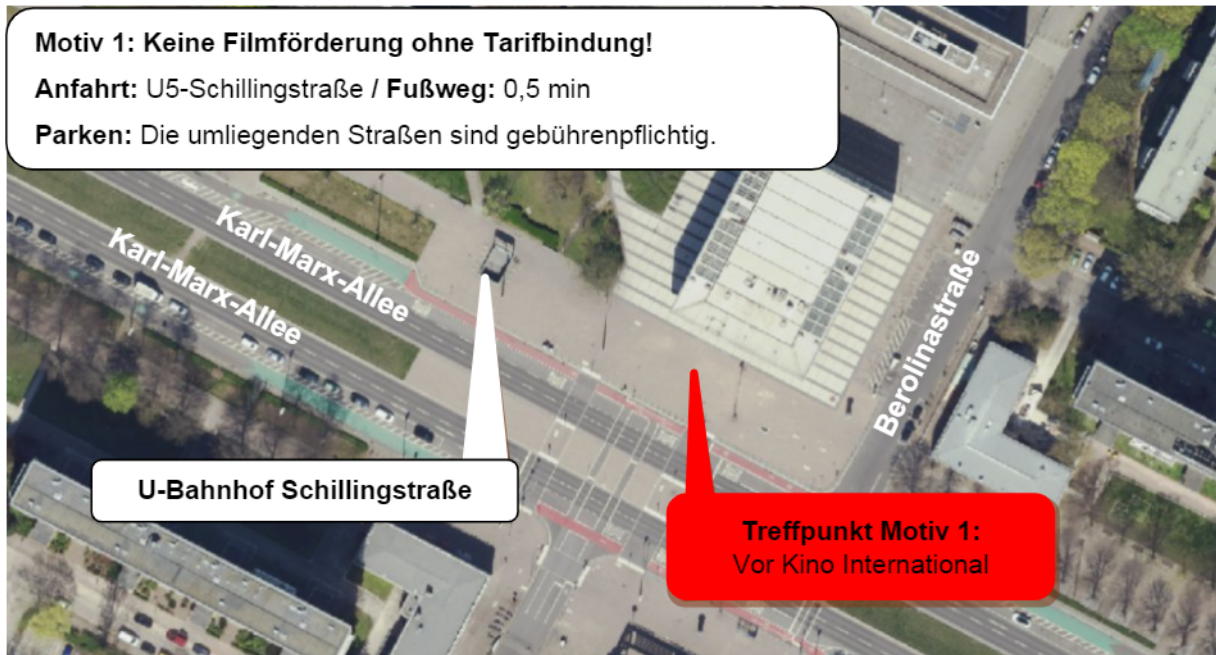 Motiv 1: Keine Filmförderung ohne Tarifbindung!
Anfahrt: U5-Schillingstraße / Fußweg: 0,5 min
Parken: Die umliegenden Straßen sind gebührenpflichtig.
Karl-Marx-Allee
Karl-Marx-Allee
Berolinastraße
U-Bahnhof Schillingstraße
Treffpunkt Motiv 1:
Vor Kino International